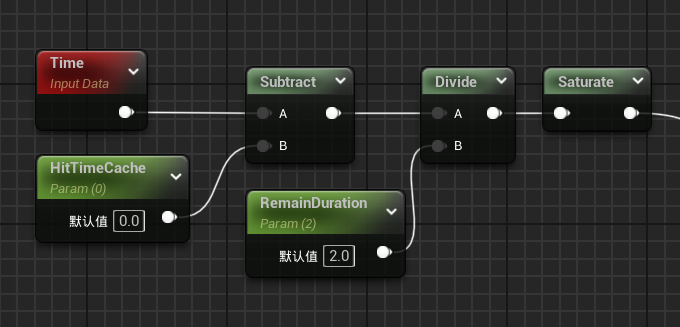 Time
Input Data
HitTimeCache
Param (0)
默认值 0.0
Subtract
A
B
RemainDuration
Param (2)
默认值 2.0
Divide
A
B
Saturate